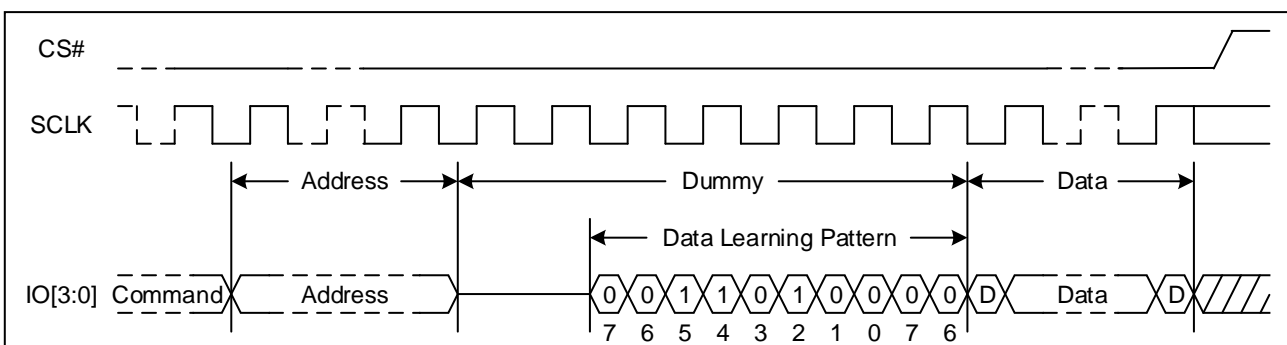 CS#
SCLK
Address Dummy Data
Data Learning Pattern
IO[3:0] Command Address 0 0 1 1 0 1 0 0 0 0 D Data D
7 6 5 4 3 2 1 0 7 6